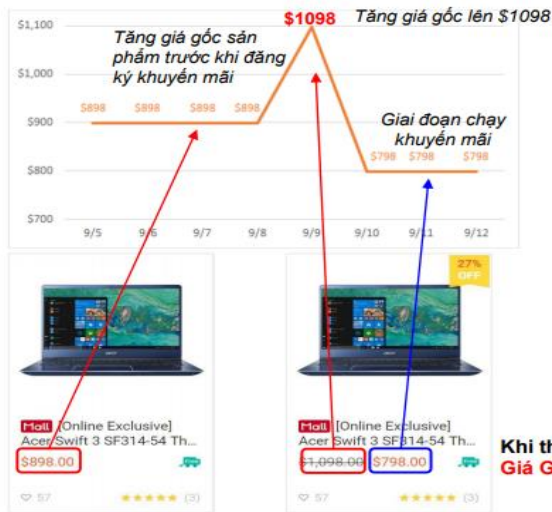 $1098
Tăng giá gốc lên $1098
$1,100
Tăng giá gốc sản
phẩm trước khi đăng
ký khuyến mãi
$1,000
$898 $898 $898 $898
$900
Giai đoạn chạy
khuyến mãi
$798 $798 $798
$800
$700
9/5 9/6 9/7 9/8 9/9 9/10 9/11 9/12
27%
OFF
Mall [Online Exclusive]
Acer Swift 3 SF314-54 Th...
$898.00
57 (3)
Mall [Online Exclusive]
Acer Swift 3 SF314-54 Th...
$1,098.00 $798.00
57 (3)
Khi th
Giá G